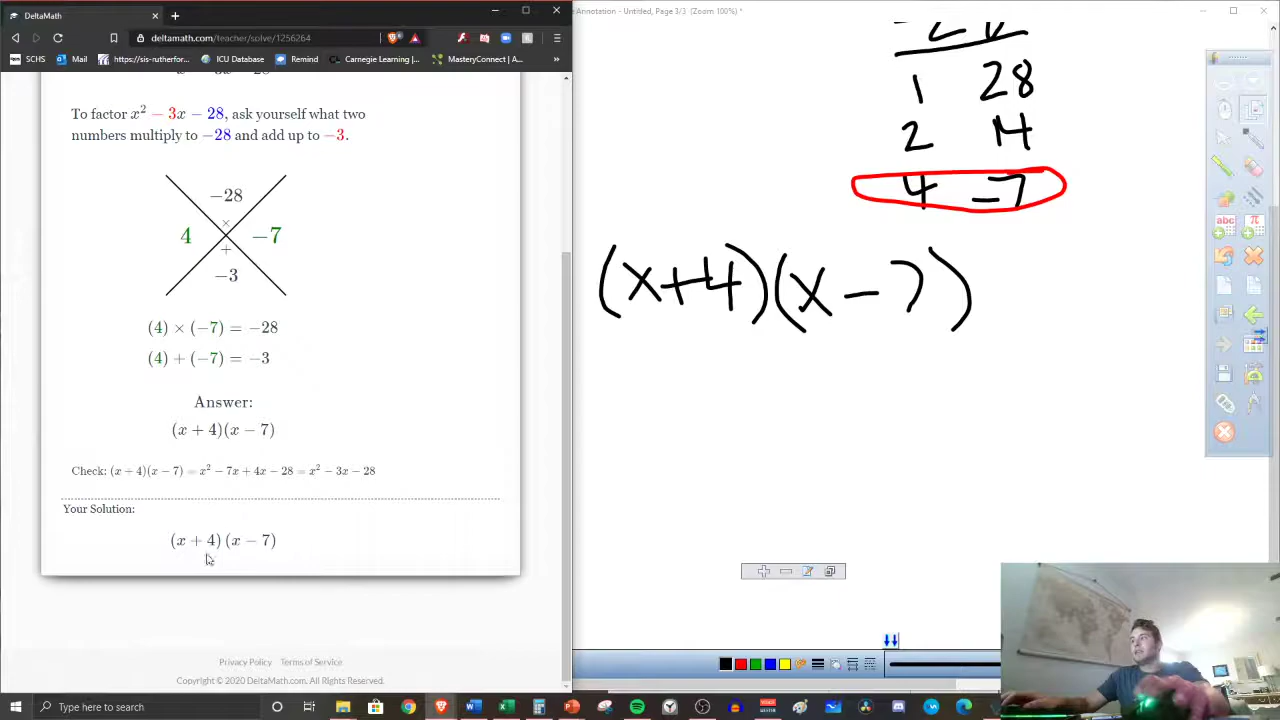 DeltaMath
Annotation - Untitled, Page 3/3 (Zoom 100%) *
deltamath.com/teacher/solve/1256264
SCHS Mail https://sis-rutherfor... ICU Database Remind Carnegie Learning,... MasteryConnect | ...
To factor x² − 3x − 28, ask yourself what two
numbers multiply to −28 and add up to −3.
−28
×
4 −7
+
−3
(4) × (−7) = −28
(4) + (−7) = −3
Answer:
(x + 4)(x − 7)
Check: (x + 4)(x − 7) = x² − 7x + 4x − 28 = x² − 3x − 28
Your Solution:
(x + 4) (x − 7)
Privacy Policy Terms of Service
Copyright © 2020 DeltaMath.com. All Rights Reserved.
1 28
2 14
4 -7
(x+4)(x-7)
abc
π
Type here to search